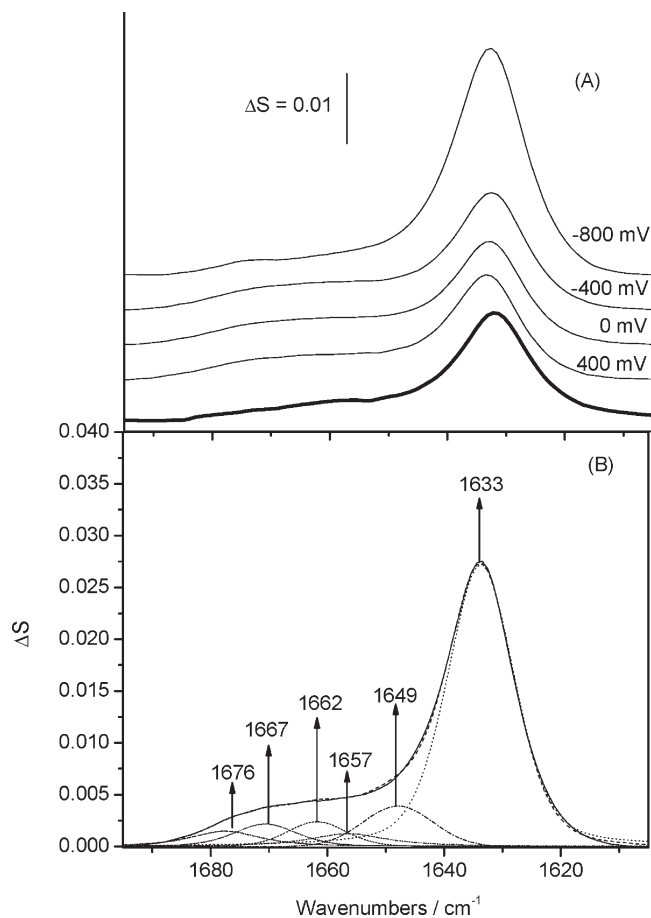 (A)
ΔS = 0.01
-800 mV
-400 mV
0 mV
400 mV
0.040
0.035
0.030
0.025
0.020
0.015
0.010
0.005
0.000
ΔS
(B)
1633
1649
1662
1657
1667
1676
1680
1660
1640
1620
Wavenumbers / cm⁻¹